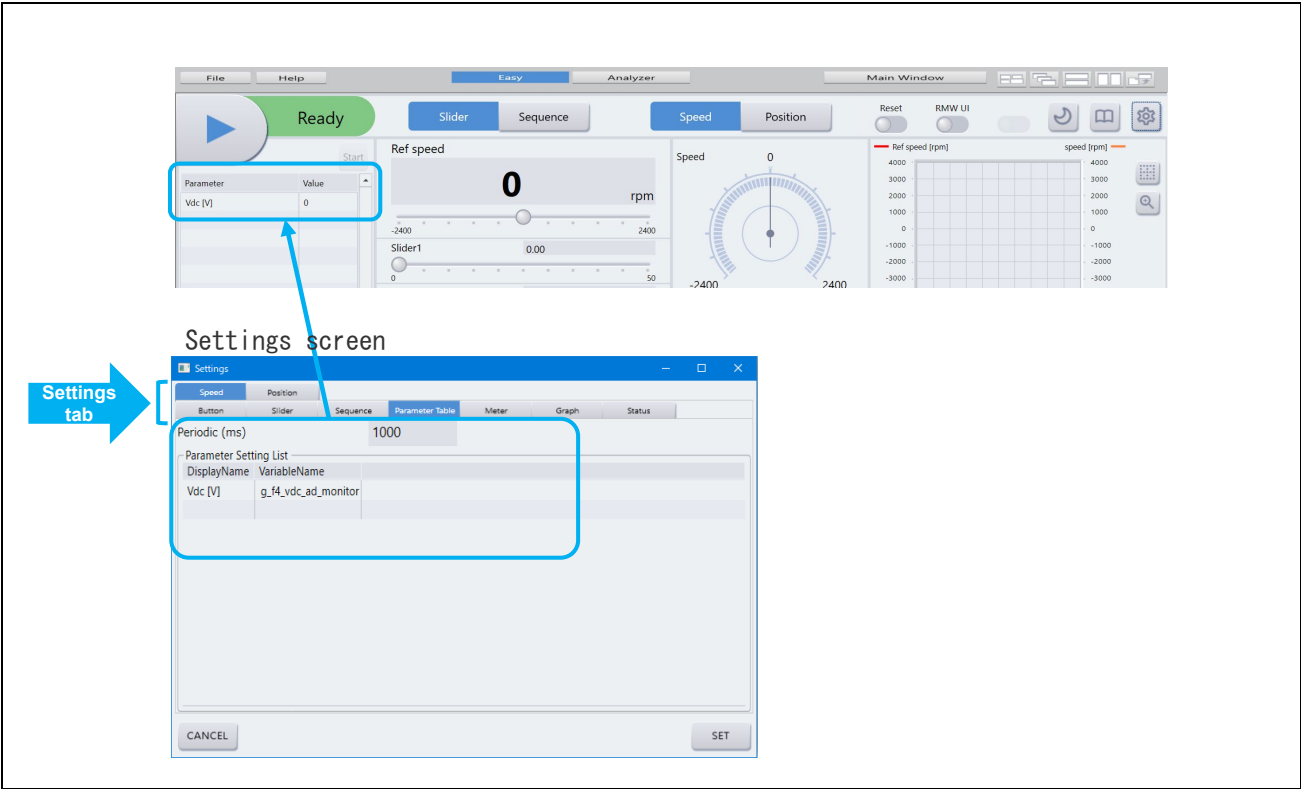 File Help Easy Analyzer Main Window
Ready Slider Sequence Speed Position Reset RMW UI
Start
Parameter Value
Vdc [V] 0
Ref speed
0 rpm
-2400 2400
Slider1 0.00
0 50
Speed 0
-2400 2400
Ref speed [rpm] speed [rpm]
4000 4000
3000 3000
2000 2000
1000 1000
0 0
-1000 -1000
-2000 -2000
-3000 -3000
Settings screen
Settings
tab
Settings
Speed Position
Button Slider Sequence Parameter Table Meter Graph Status
Periodic (ms) 1000
Parameter Setting List
DisplayName VariableName
Vdc [V] g_f4_vdc_ad_monitor
CANCEL SET